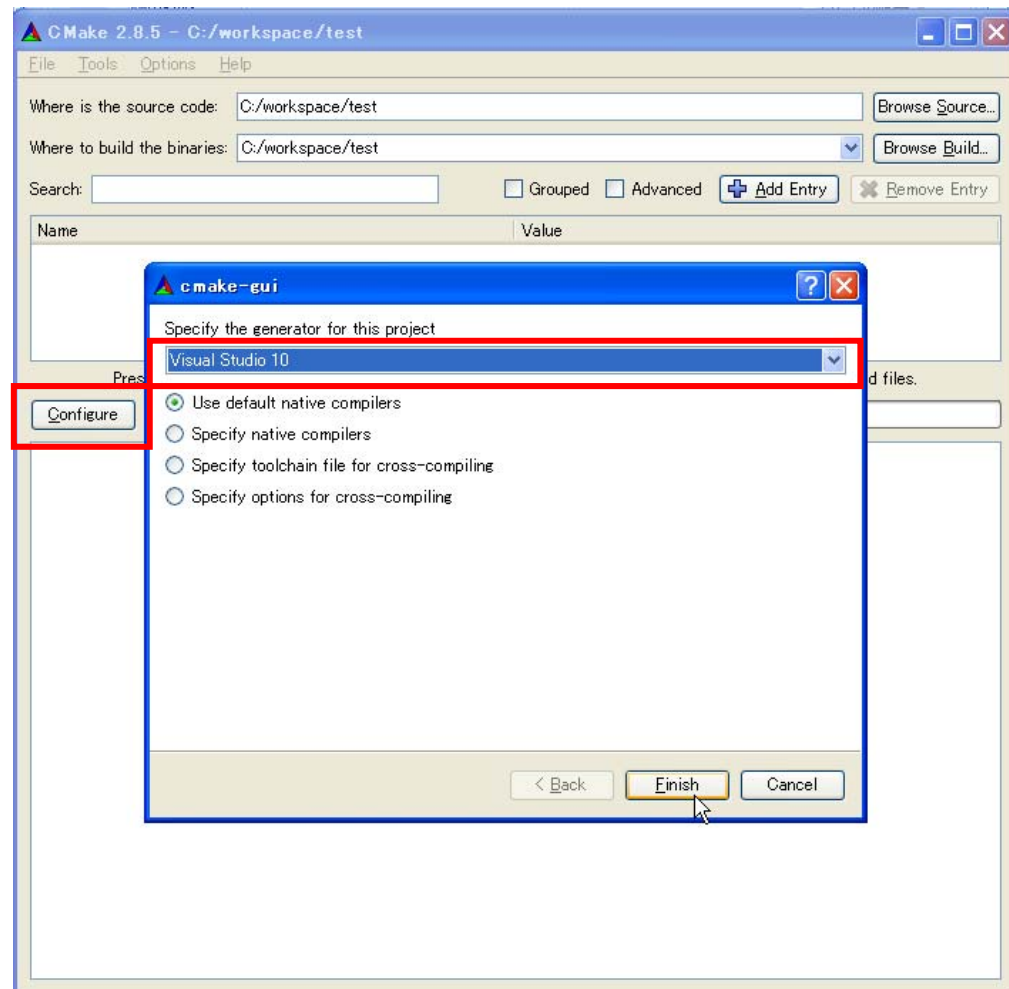 CMake 2.8.5 - C:/workspace/test
File Tools Options Help
Where is the source code: C:/workspace/test Browse Source...
Where to build the binaries: C:/workspace/test Browse Build...
Search: Grouped Advanced Add Entry Remove Entry
Name Value
cmake-gui
Specify the generator for this project
Visual Studio 10
Pres d files.
Configure Use default native compilers
Specify native compilers
Specify toolchain file for cross-compiling
Specify options for cross-compiling
< Back Finish Cancel